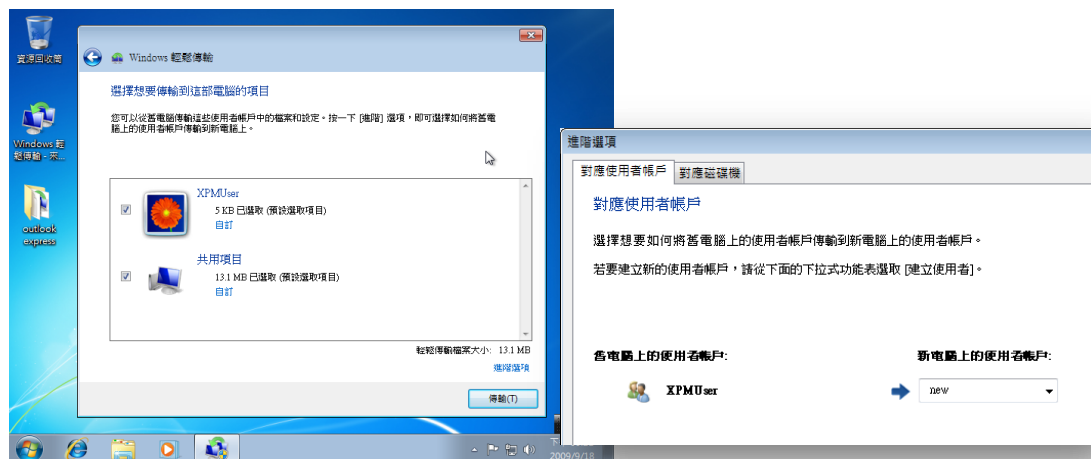 資源回收筒
Windows 輕
鬆傳輸 - 來...
outlook
express
Windows 輕鬆傳輸
選擇想要傳輸到這部電腦的項目
您可以從舊電腦傳輸這些使用者帳戶中的檔案和設定。按一下 [進階] 選項，即可選擇如何將舊電
腦上的使用者帳戶傳輸到新電腦上。
XPMUser
5 KB 已選取 (預設選取項目)
自訂
共用項目
13.1 MB 已選取 (預設選取項目)
自訂
輕鬆傳輸檔案大小: 13.1 MB
進階選項
傳輸(T)
下
2009/9/18
進階選項
對應使用者帳戶
對應磁碟機
對應使用者帳戶
選擇想要如何將舊電腦上的使用者帳戶傳輸到新電腦上的使用者帳戶。
若要建立新的使用者帳戶，請從下面的下拉式功能表選取 [建立使用者]。
舊電腦上的使用者帳戶:
新電腦上的使用者帳戶:
XPMUser
new